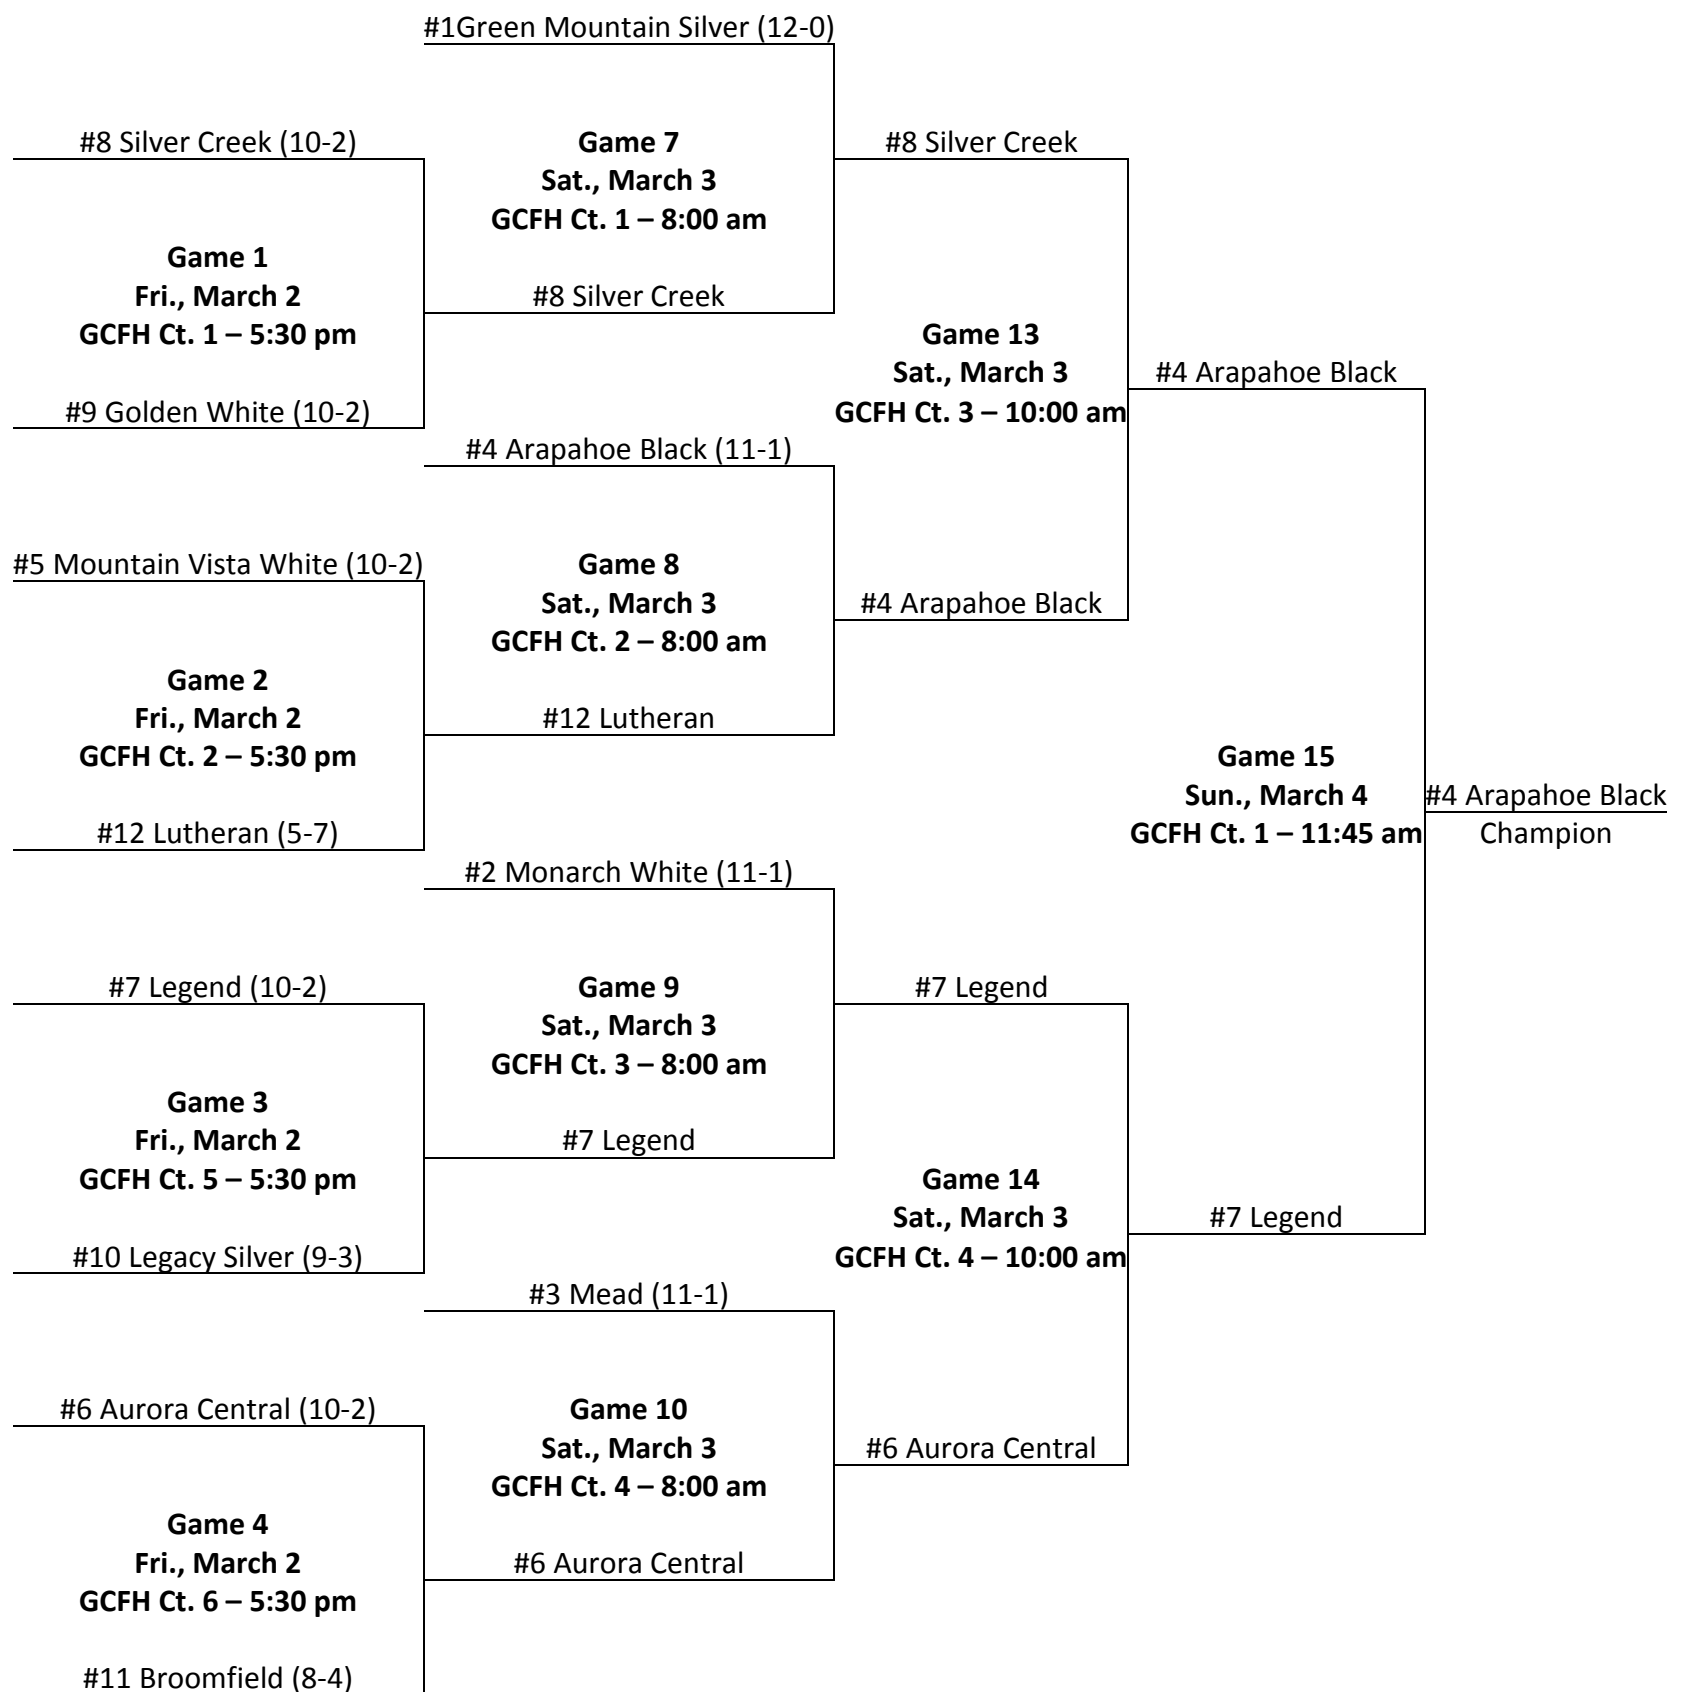 #1Green Mountain Silver (12-0)
#8 Silver Creek (10-2)
Game 7
Sat., March 3
GCFH Ct. 1 – 8:00 am
#8 Silver Creek
Game 1
Fri., March 2
GCFH Ct. 1 – 5:30 pm
#8 Silver Creek
Game 13
Sat., March 3
GCFH Ct. 3 – 10:00 am
#4 Arapahoe Black
#9 Golden White (10-2)
#4 Arapahoe Black (11-1)
#5 Mountain Vista White (10-2)
Game 8
Sat., March 3
GCFH Ct. 2 – 8:00 am
#4 Arapahoe Black
Game 2
Fri., March 2
GCFH Ct. 2 – 5:30 pm
#12 Lutheran
Game 15
Sun., March 4
GCFH Ct. 1 – 11:45 am
#4 Arapahoe Black
Champion
#12 Lutheran (5-7)
#2 Monarch White (11-1)
#7 Legend (10-2)
Game 9
Sat., March 3
GCFH Ct. 3 – 8:00 am
#7 Legend
Game 3
Fri., March 2
GCFH Ct. 5 – 5:30 pm
#7 Legend
Game 14
Sat., March 3
GCFH Ct. 4 – 10:00 am
#7 Legend
#10 Legacy Silver (9-3)
#3 Mead (11-1)
#6 Aurora Central (10-2)
Game 10
Sat., March 3
GCFH Ct. 4 – 8:00 am
#6 Aurora Central
Game 4
Fri., March 2
GCFH Ct. 6 – 5:30 pm
#6 Aurora Central
#11 Broomfield (8-4)